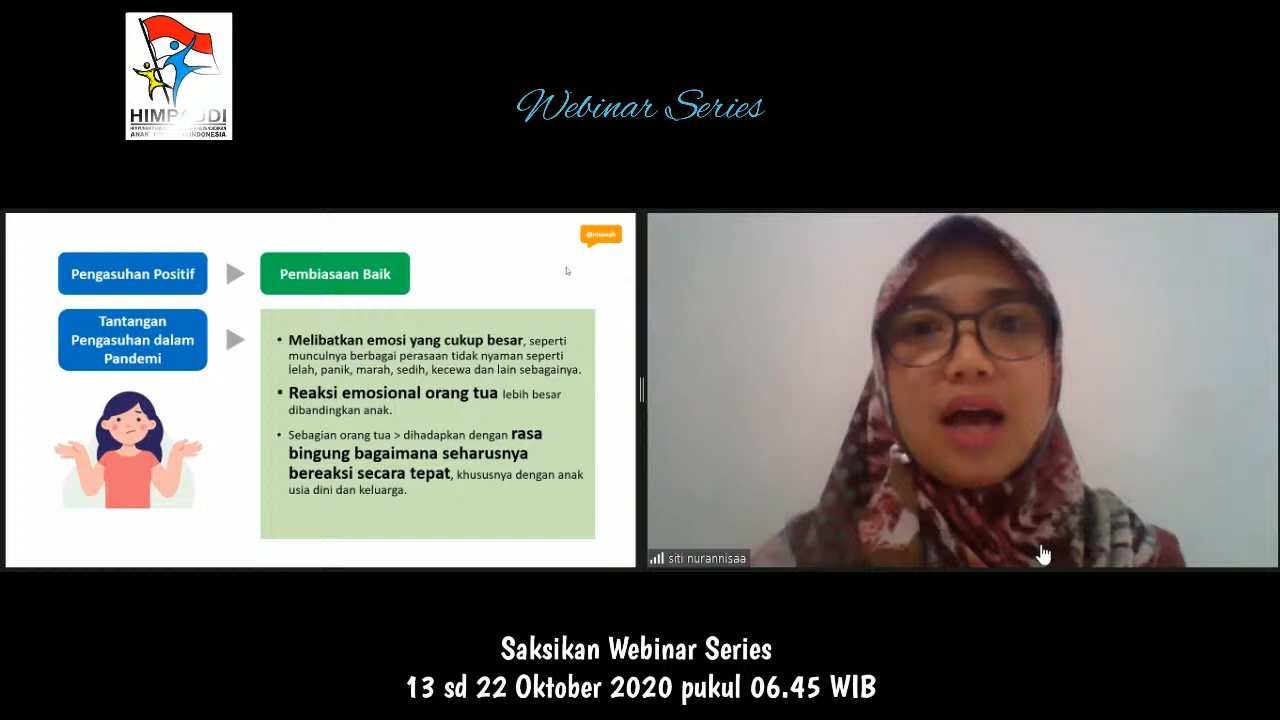 Webinar Series
HIMPAUDI
ANAK INDONESIA
@nisaapb
Pengasuhan Positif
Pembiasaan Baik
Tantangan
Pengasuhan dalam
Pandemi
• Melibatkan emosi yang cukup besar, seperti
munculnya berbagai perasaan tidak nyaman seperti
lelah, panik, marah, sedih, kecewa dan lain sebagainya.
• Reaksi emosional orang tua lebih besar
dibandingkan anak.
• Sebagian orang tua > dihadapkan dengan rasa
bingung bagaimana seharusnya
bereaksi secara tepat, khususnya dengan anak
usia dini dan keluarga.
siti nurannisaa
Saksikan Webinar Series
13 sd 22 Oktober 2020 pukul 06.45 WIB